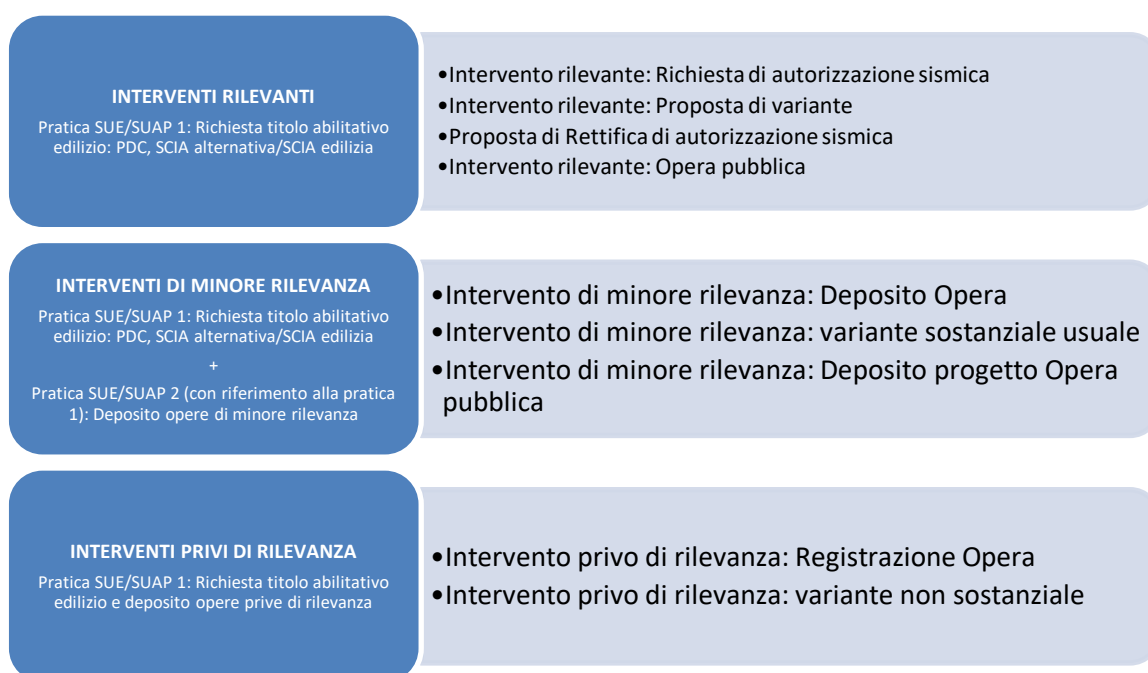 INTERVENTI RILEVANTI
Pratica SUE/SUAP 1: Richiesta titolo abilitativo
edilizio: PDC, SCIA alternativa/SCIA edilizia
•Intervento rilevante: Richiesta di autorizzazione sismica
•Intervento rilevante: Proposta di variante
•Proposta di Rettifica di autorizzazione sismica
•Intervento rilevante: Opera pubblica
INTERVENTI DI MINORE RILEVANZA
Pratica SUE/SUAP 1: Richiesta titolo abilitativo
edilizio: PDC, SCIA alternativa/SCIA edilizia
+
Pratica SUE/SUAP 2 (con riferimento alla pratica
1): Deposito opere di minore rilevanza
•Intervento di minore rilevanza: Deposito Opera
•Intervento di minore rilevanza: variante sostanziale usuale
•Intervento di minore rilevanza: Deposito progetto Opera
pubblica
INTERVENTI PRIVI DI RILEVANZA
Pratica SUE/SUAP 1: Richiesta titolo abilitativo
edilizio e deposito opere prive di rilevanza
•Intervento privo di rilevanza: Registrazione Opera
•Intervento privo di rilevanza: variante non sostanziale